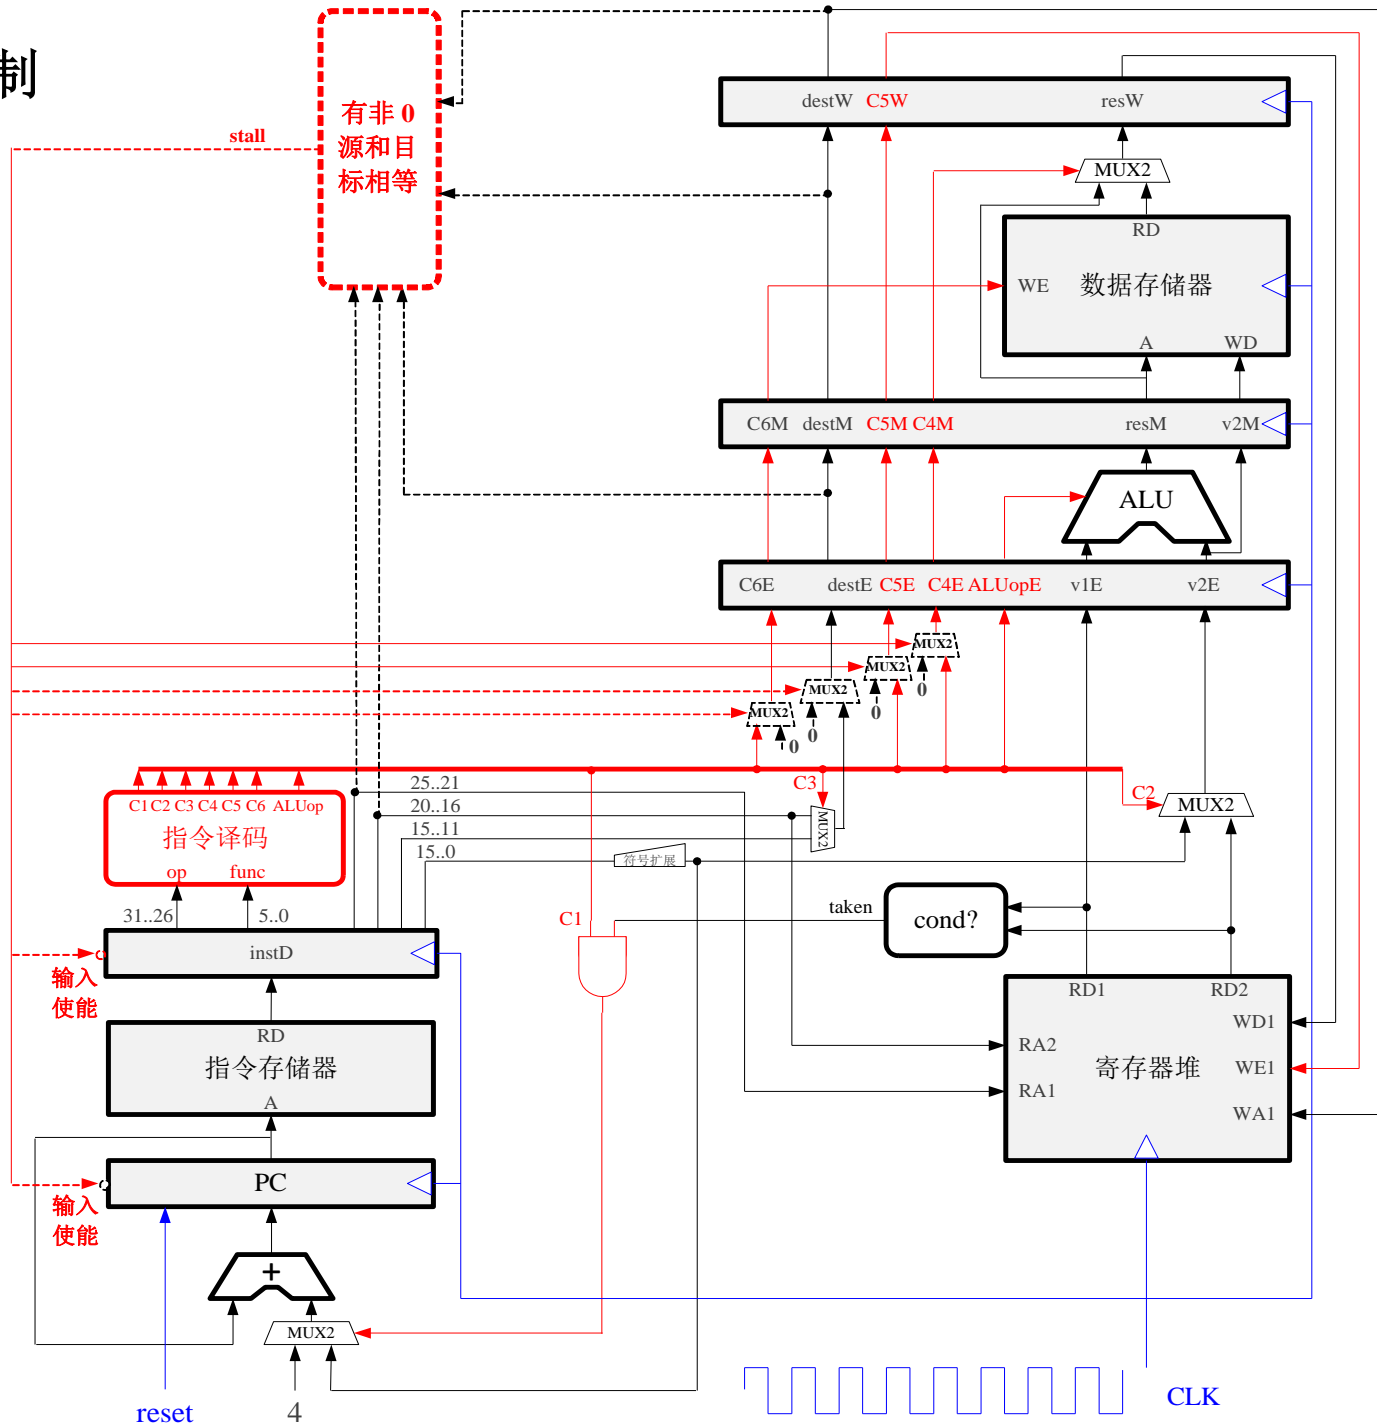 制
有非 0
源和目
标相等
stall
destW C5W resW
MUX2
RD
WE 数据存储器
A WD
C6M destM C5M C4M resM v2M
ALU
C6E destE C5E C4E ALUopE v1E v2E
MUX2
MUX2
0
MUX2
0
MUX2
0
0
C3
C2
C1 C2 C3 C4 C5 C6 ALUop
指令译码
op func
25..21
20..16
15..11
15..0
MUX2
MUX2
符号扩展
31..26 5..0
C1
taken
cond?
instD
输入
使能
RD
指令存储器
A
RD1 RD2
WD1
RA2
寄存器堆
WE1
RA1
WA1
PC
输入
使能
+
MUX2
reset
4
CLK